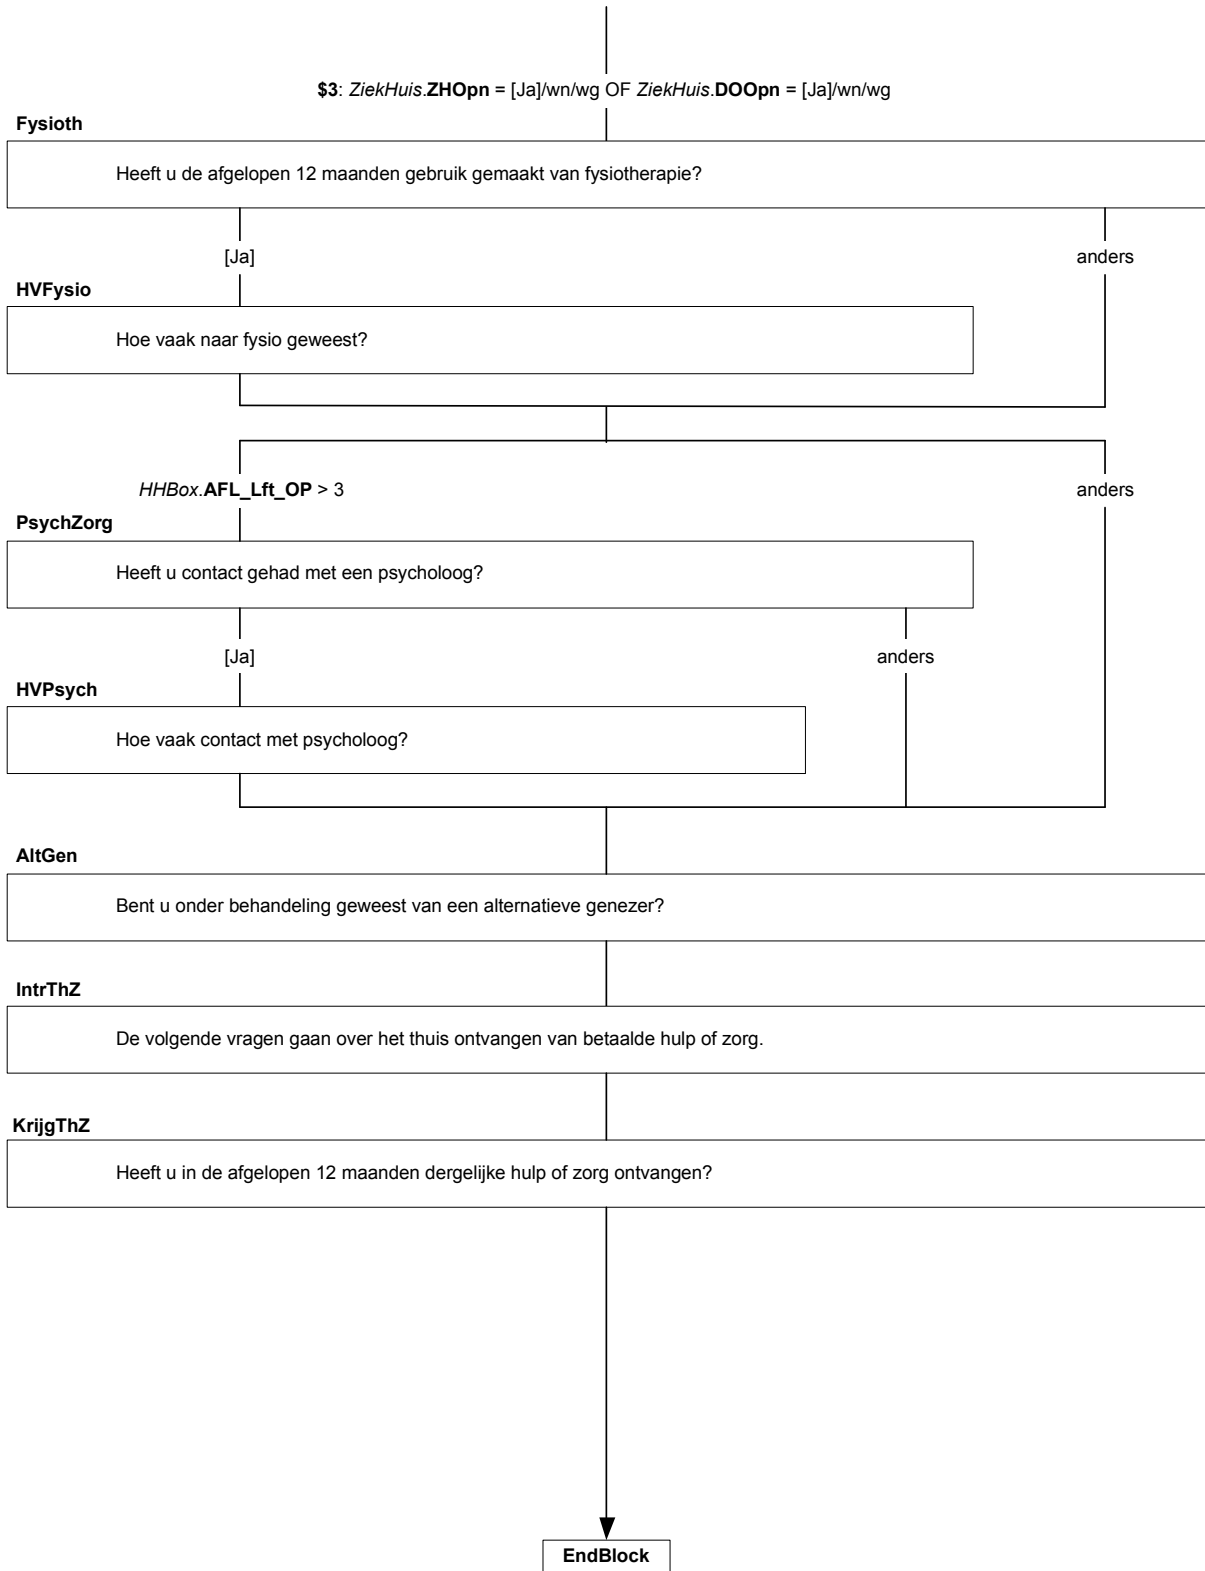 $3: ZiekHuis.ZHOpn = [Ja]/wn/wg OF ZiekHuis.DOOpn = [Ja]/wn/wg
Fysioth
Heeft u de afgelopen 12 maanden gebruik gemaakt van fysiotherapie?
[Ja] anders
HVFysio
Hoe vaak naar fysio geweest?
HHBox.AFL_Lft_OP > 3 anders
PsychZorg
Heeft u contact gehad met een psycholoog?
[Ja] anders
HVPsych
Hoe vaak contact met psycholoog?
AltGen
Bent u onder behandeling geweest van een alternatieve genezer?
IntrThZ
De volgende vragen gaan over het thuis ontvangen van betaalde hulp of zorg.
KrijgThZ
Heeft u in de afgelopen 12 maanden dergelijke hulp of zorg ontvangen?
EndBlock